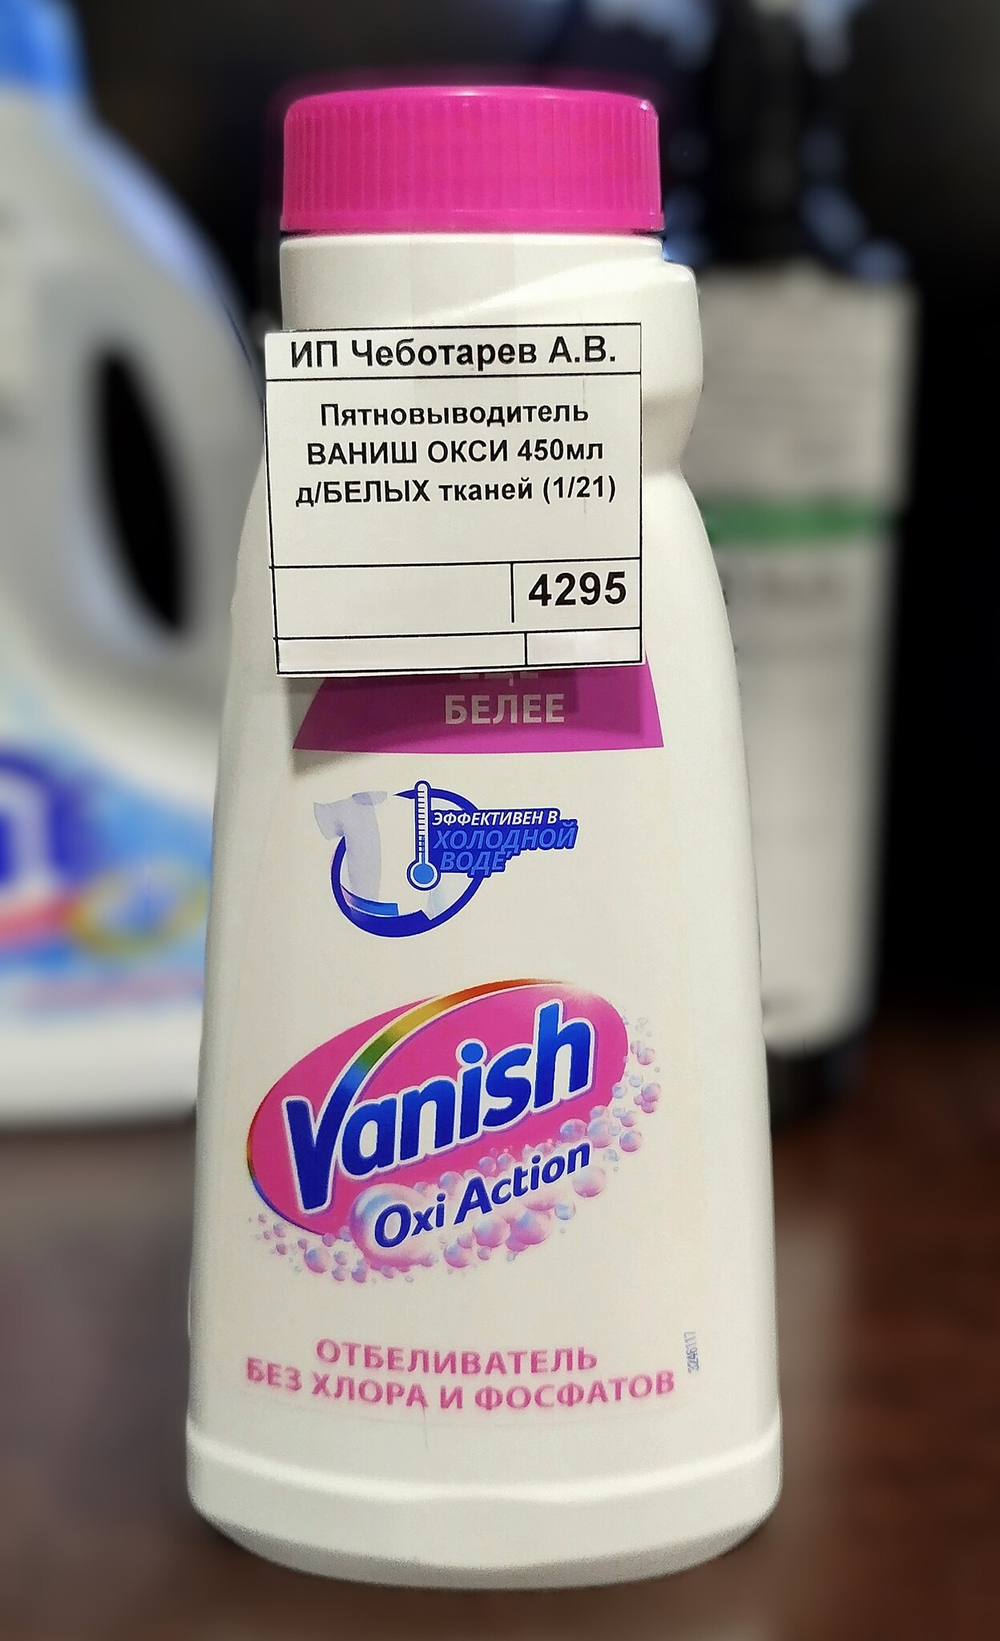 ИП Чеботарев А.В.
Пятновыводитель
ВАНИШ ОКСИ 450мл
д/БЕЛЫХ тканей (1/21)
4295
БЕЛЕЕ
ЭФФЕКТИВЕН В
ХОЛОДНОЙ
ВОДЕ
Vanish
Oxi Action
ОТБЕЛИВАТЕЛЬ
БЕЗ ХЛОРА И ФОСФАТОВ
3246117